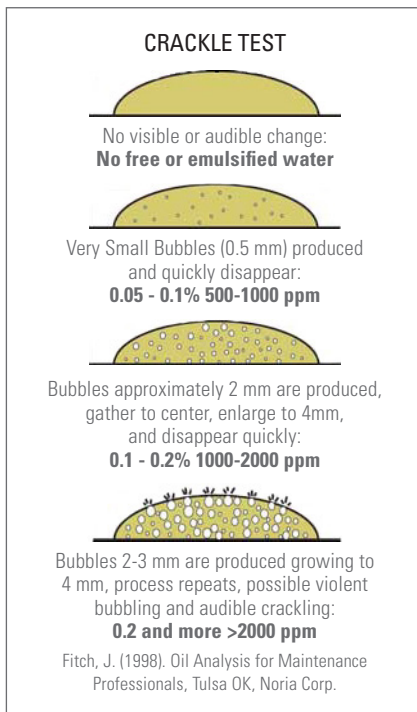 CRACKLE TEST
No visible or audible change:
No free or emulsified water
Very Small Bubbles (0.5 mm) produced
and quickly disappear:
0.05 - 0.1% 500-1000 ppm
Bubbles approximately 2 mm are produced,
gather to center, enlarge to 4mm,
and disappear quickly:
0.1 - 0.2% 1000-2000 ppm
Bubbles 2-3 mm are produced growing to
4 mm, process repeats, possible violent
bubbling and audible crackling:
0.2 and more >2000 ppm
Fitch, J. (1998). Oil Analysis for Maintenance
Professionals, Tulsa OK, Noria Corp.